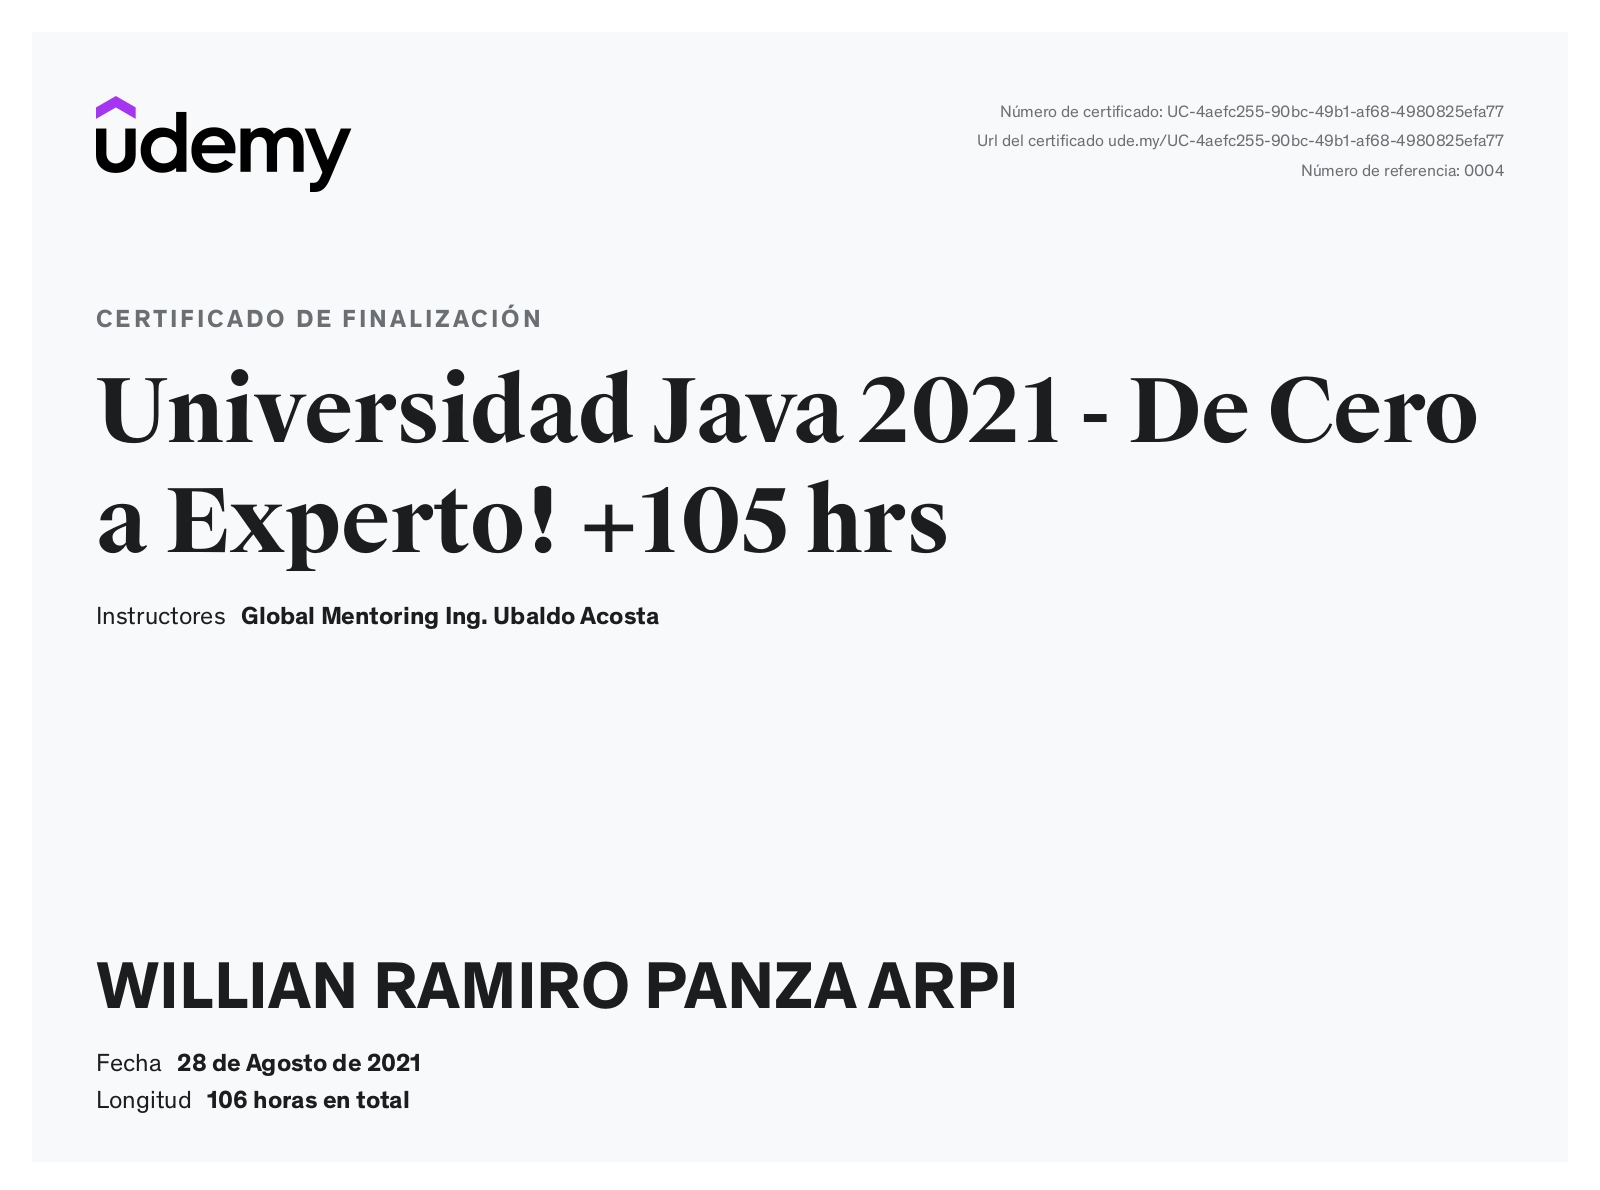 udemy
Número de certificado: UC-4aefc255-90bc-49b1-af68-4980825efa77
Url del certificado ude.my/UC-4aefc255-90bc-49b1-af68-4980825efa77
Número de referencia: 0004
CERTIFICADO DE FINALIZACIÓN
Universidad Java 2021 - De Cero
a Experto! +105 hrs
Instructores Global Mentoring Ing. Ubaldo Acosta
WILLIAN RAMIRO PANZA ARPI
Fecha 28 de Agosto de 2021
Longitud 106 horas en total